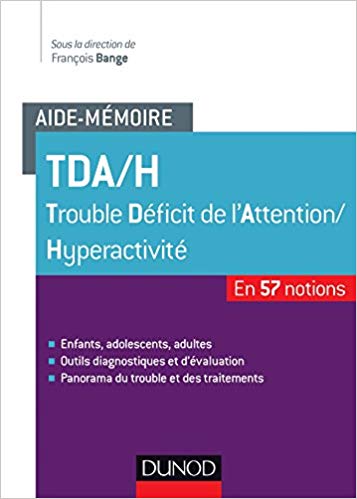 Sous la direction de
François Bange
AIDE-MÉMOIRE
TDA/H
Trouble Déficit de l'Attention/
Hyperactivité
En 57 notions
Enfants, adolescents, adultes
Outils diagnostiques et d'évaluation
Panorama du trouble et des traitements
DUNOD